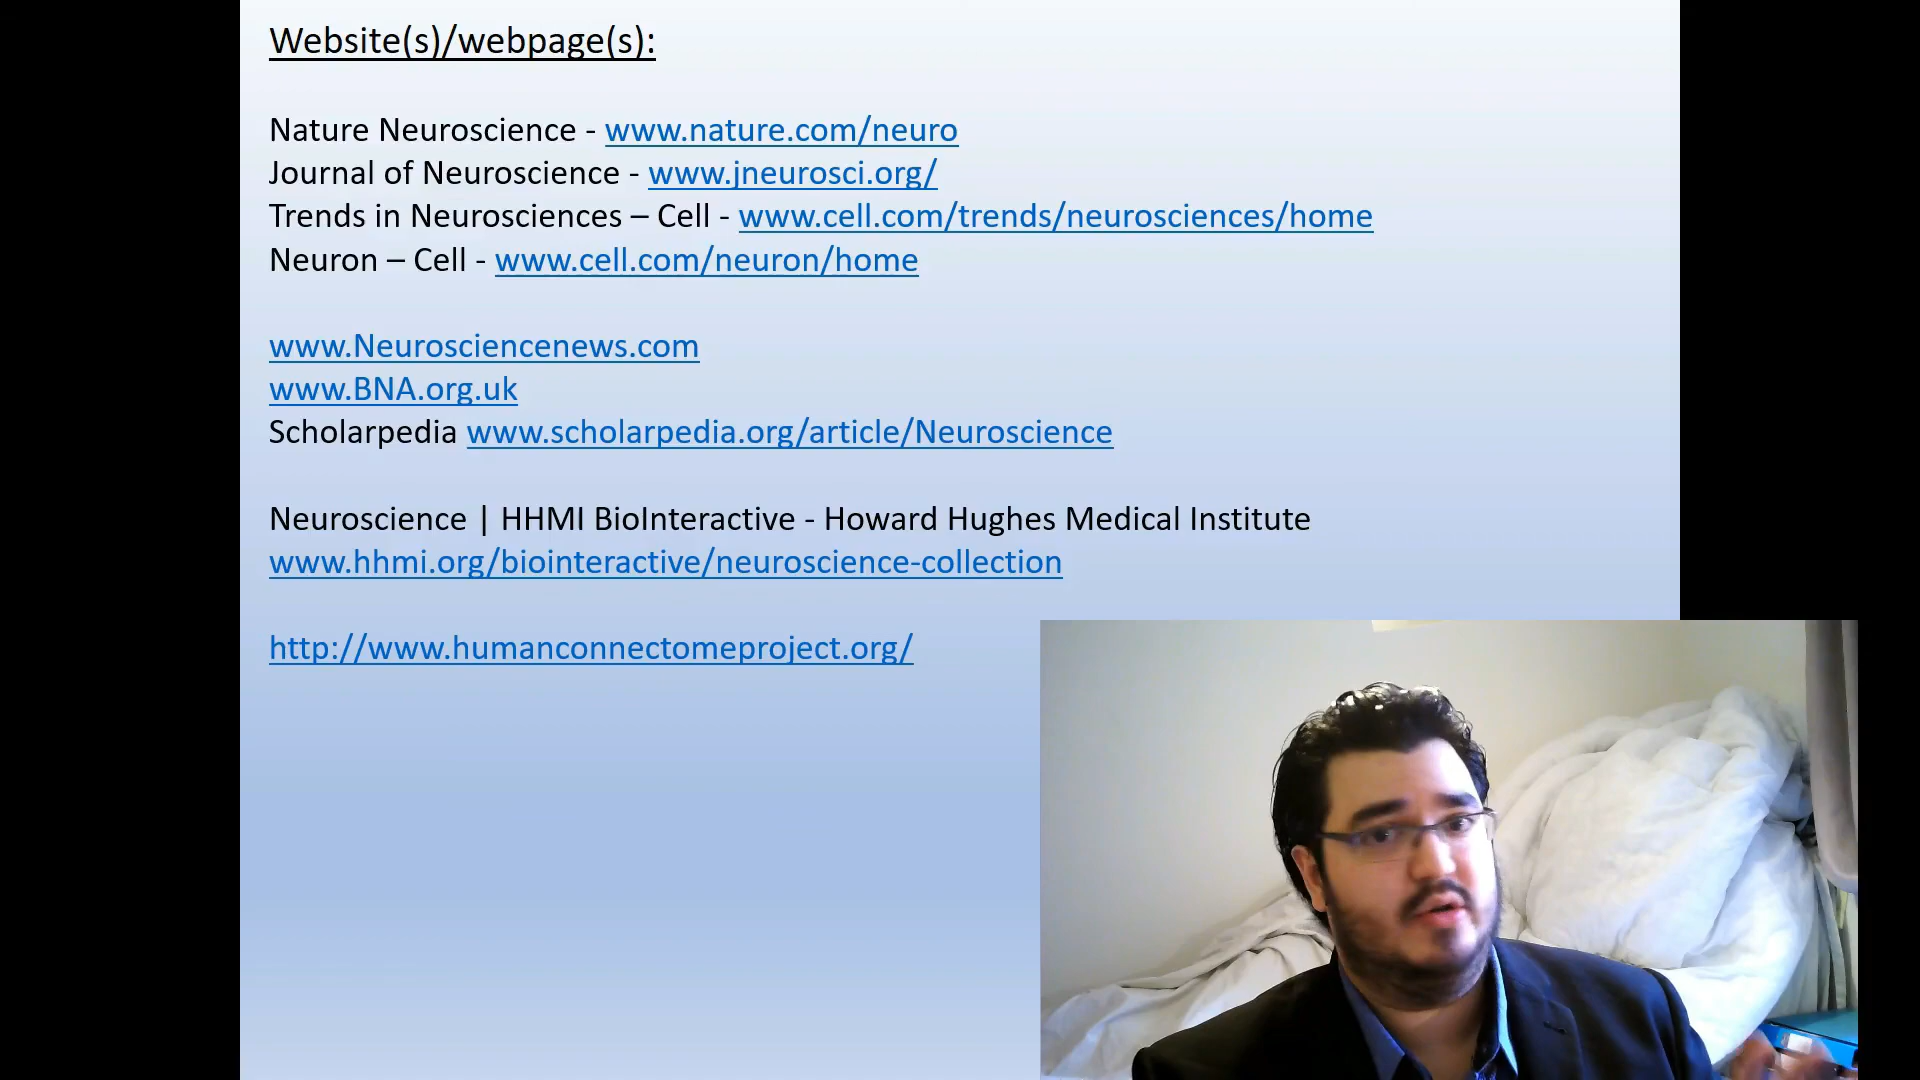 Website(s)/webpage(s):
Nature Neuroscience - www.nature.com/neuro
Journal of Neuroscience - www.jneurosci.org/
Trends in Neurosciences – Cell - www.cell.com/trends/neurosciences/home
Neuron – Cell - www.cell.com/neuron/home
www.Neurosciencenews.com
www.BNA.org.uk
Scholarpedia www.scholarpedia.org/article/Neuroscience
Neuroscience | HHMI BioInteractive - Howard Hughes Medical Institute
www.hhmi.org/biointeractive/neuroscience-collection
http://www.humanconnectomeproject.org/